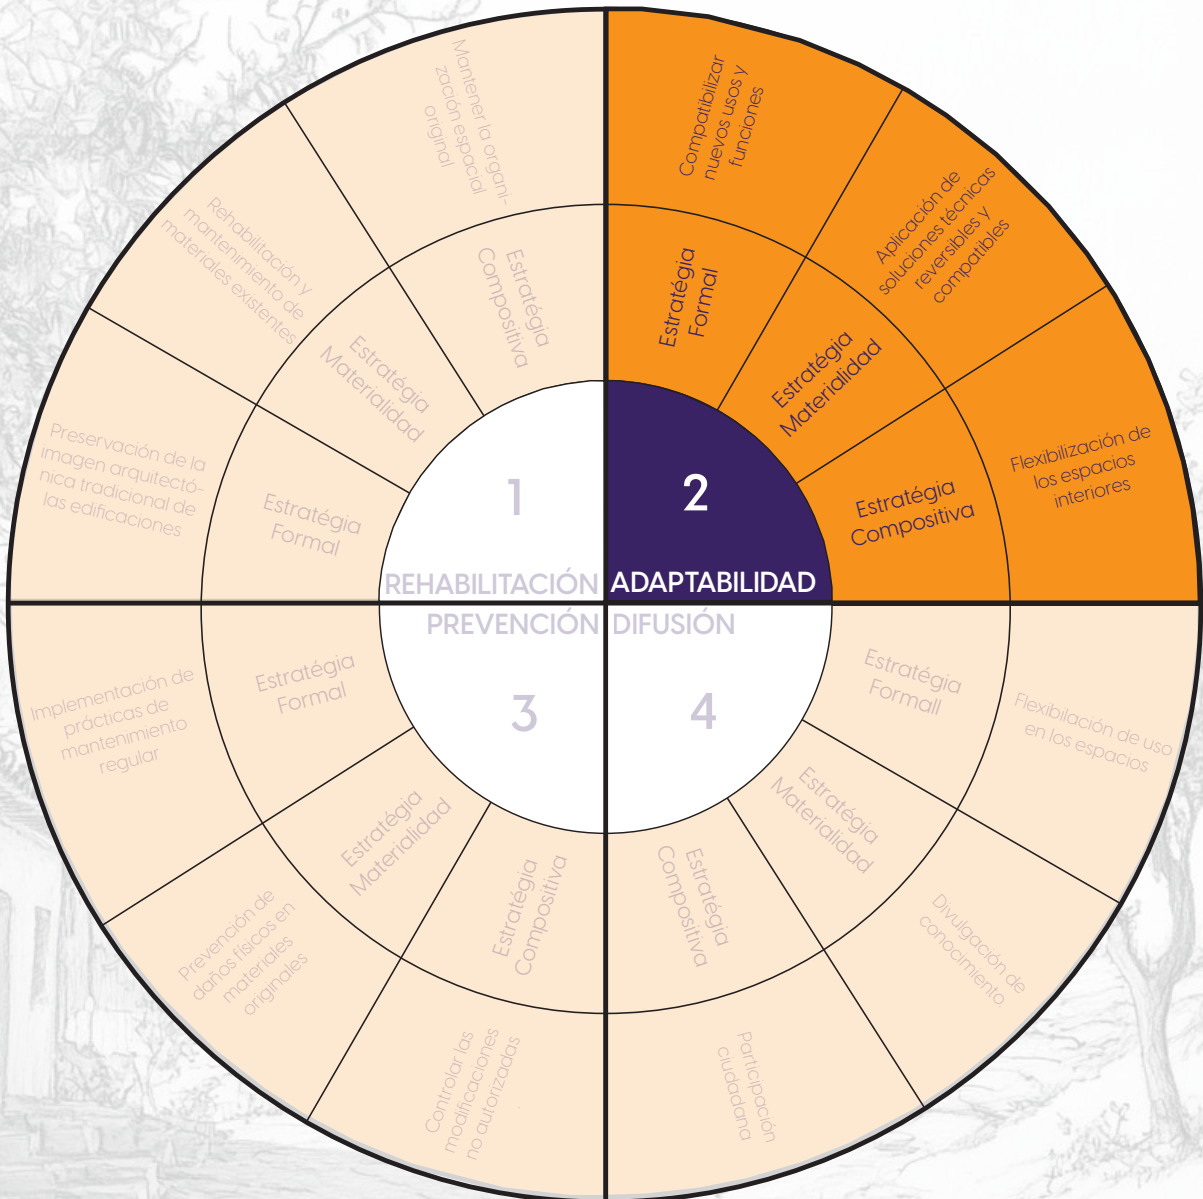 Mantener la organi-
zación espacial
original
Rehabilitación y
mantenimiento de
materiales existentes
Preservación de la
imagen arquitectó-
nica tradicional de
las edificaciones
Estratégia
Compositiva
Estratégia
Materialidad
Estratégia
Formal
1
REHABILITACIÓN
Compatibilizar
nuevos usos y
funciones
Aplicación de
soluciones técnicas
reversibles y
compatibles
Flexibilización de
los espacios
interiores
Estratégia
Formal
Estratégia
Materialidad
Estratégia
Compositiva
2
ADAPTABILIDAD
PREVENCIÓN
3
Estratégia
Formal
Estratégia
Materialidad
Estratégia
Compositiva
Implementación de
prácticas de
mantenimiento
regular
Prevención de
daños físicos en
materiales
originales
Controlar las
modificaciones
no autorizadas
DIFUSIÓN
4
Estratégia
Formall
Estratégia
Materialidad
Estratégia
Compositiva
Flexibilación de uso
en los espacios
Divulgación de
conocimiento
Participación
ciudadana